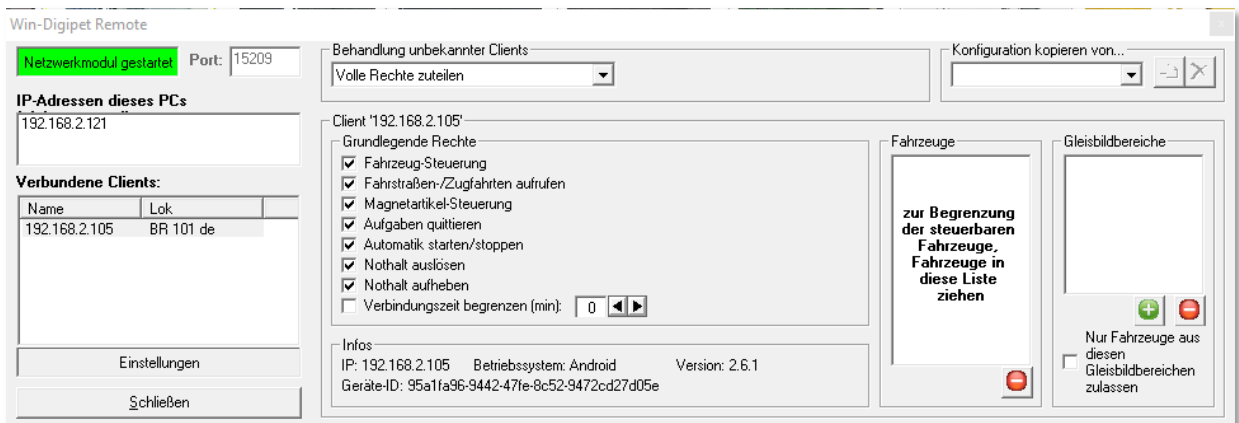 Win-Digipet Remote
Netzwerkmodul gestartet
Port: 15209
IP-Adressen dieses PCs
192.168.2.121
Verbundene Clients:
Name Lok
192.168.2.105 BR 101 de
Einstellungen
Schließen
Behandlung unbekannter Clients
Volle Rechte zuteilen
Konfiguration kopieren von...
Client '192.168.2.105'
Grundlegende Rechte
Fahrzeug-Steuerung
Fahrstraßen-/Zugfahrten aufrufen
Magnetartikel-Steuerung
Aufgaben quittieren
Automatik starten/stoppen
Nothalt auslösen
Nothalt aufheben
Verbindungszeit begrenzen (min): 0
Infos
IP: 192.168.2.105 Betriebssystem: Android Version: 2.6.1
Geräte-ID: 95a1fa96-9442-47fe-8c52-9472cd27d05e
Fahrzeuge
zur Begrenzung
der steuerbaren
Fahrzeuge,
Fahrzeuge in
diese Liste
ziehen
Gleisbildbereiche
Nur Fahrzeuge aus
diesen
Gleisbildbereichen
zulassen